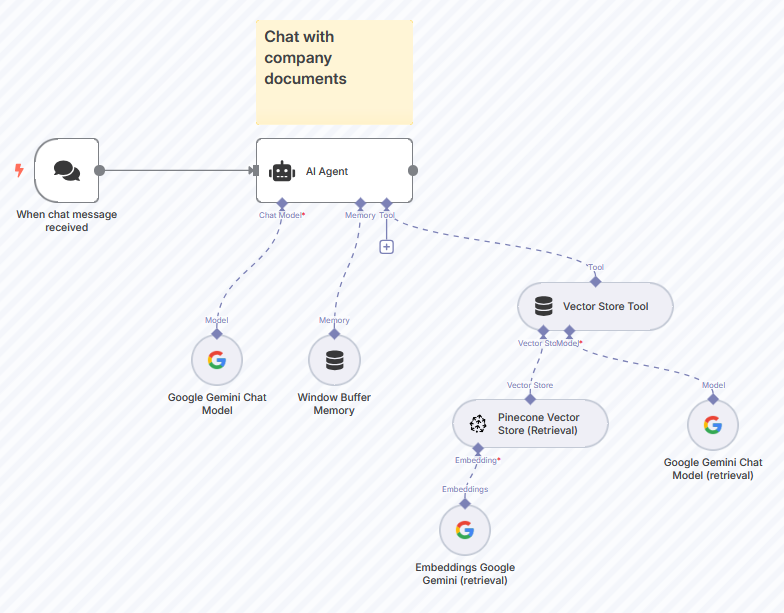 Chat with
company
documents
AI Agent
When chat message
received
Chat Model*
Memory
Tool
Tool
Vector Store Tool
Model*
Model
Memory
Google Gemini Chat
Model
Window Buffer
Memory
Vector Store
Model
Pinecone Vector
Store (Retrieval)
Google Gemini Chat
Model (retrieval)
Embedding*
Embeddings
Embeddings Google
Gemini (retrieval)